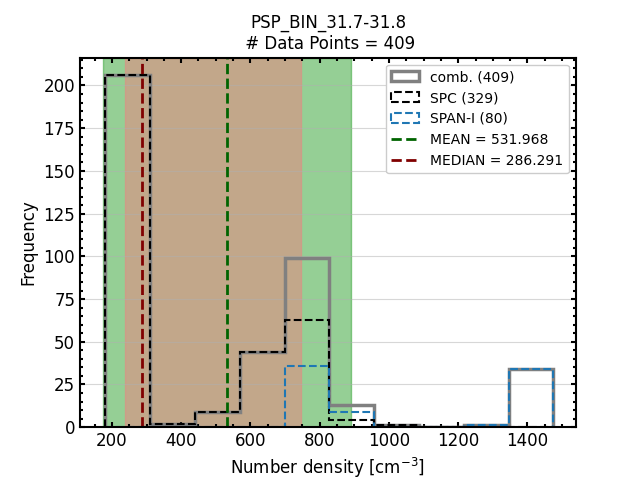 PSP_BIN_31.7-31.8
# Data Points = 409
comb. (409)
SPC (329)
SPAN-I (80)
MEAN = 531.968
MEDIAN = 286.291
Frequency
200
175
150
125
100
75
50
25
0
200 400 600 800 1000 1200 1400
Number density [cm⁻³]